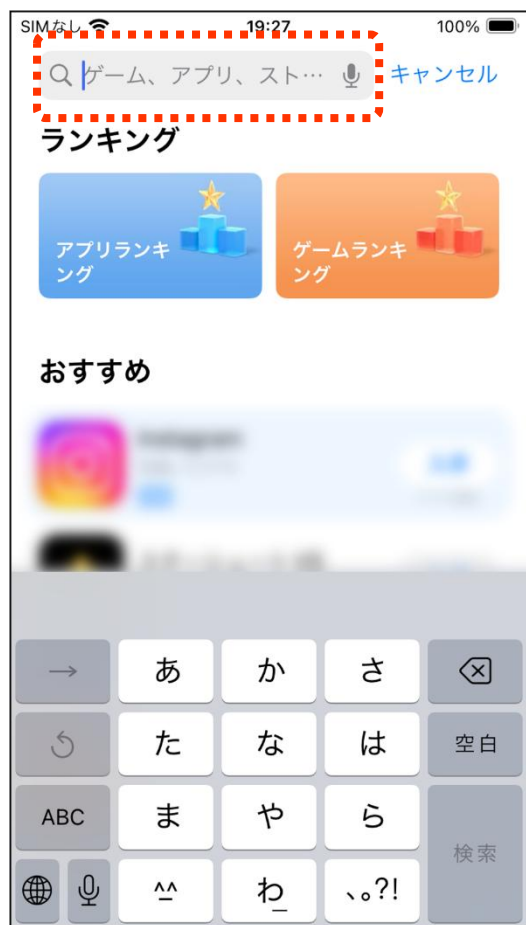 SIMなし 19:27 100%
ゲーム、アプリ、スト… キャンセル
ランキング
アプリランキ
ング
ゲームランキ
ング
おすすめ
Instagram
→ あ か さ
た な は 空白
ABC ま や ら
検索
^^ わ_ 、。?!